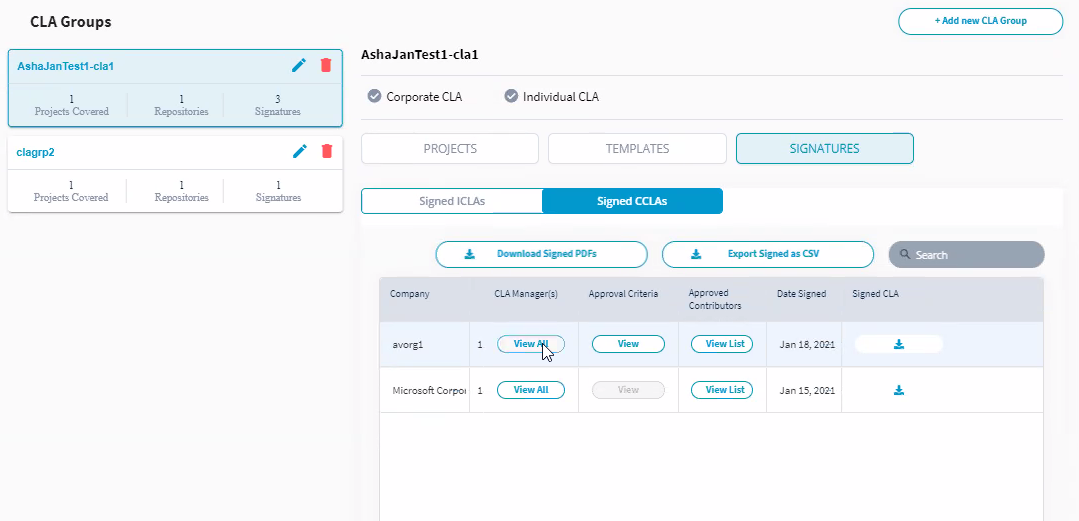 CLA Groups
+ Add new CLA Group
AshaJanTest1-cla1
1 1 3
Projects Covered Repositories Signatures
clagrp2
1 1 1
Projects Covered Repositories Signatures
AshaJanTest1-cla1
Corporate CLA Individual CLA
PROJECTS TEMPLATES SIGNATURES
Signed ICLAs Signed CCLAs
Download Signed PDFs Export Signed as CSV Search
Company CLA Manager(s) Approval Criteria Approved Contributors Date Signed Signed CLA
avorg1 1 View All View View List Jan 18, 2021
Microsoft Corpor 1 View All View View List Jan 15, 2021